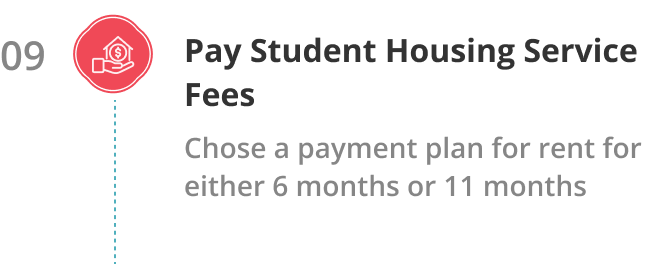 09
Pay Student Housing Service
Fees
Chose a payment plan for rent for
either 6 months or 11 months